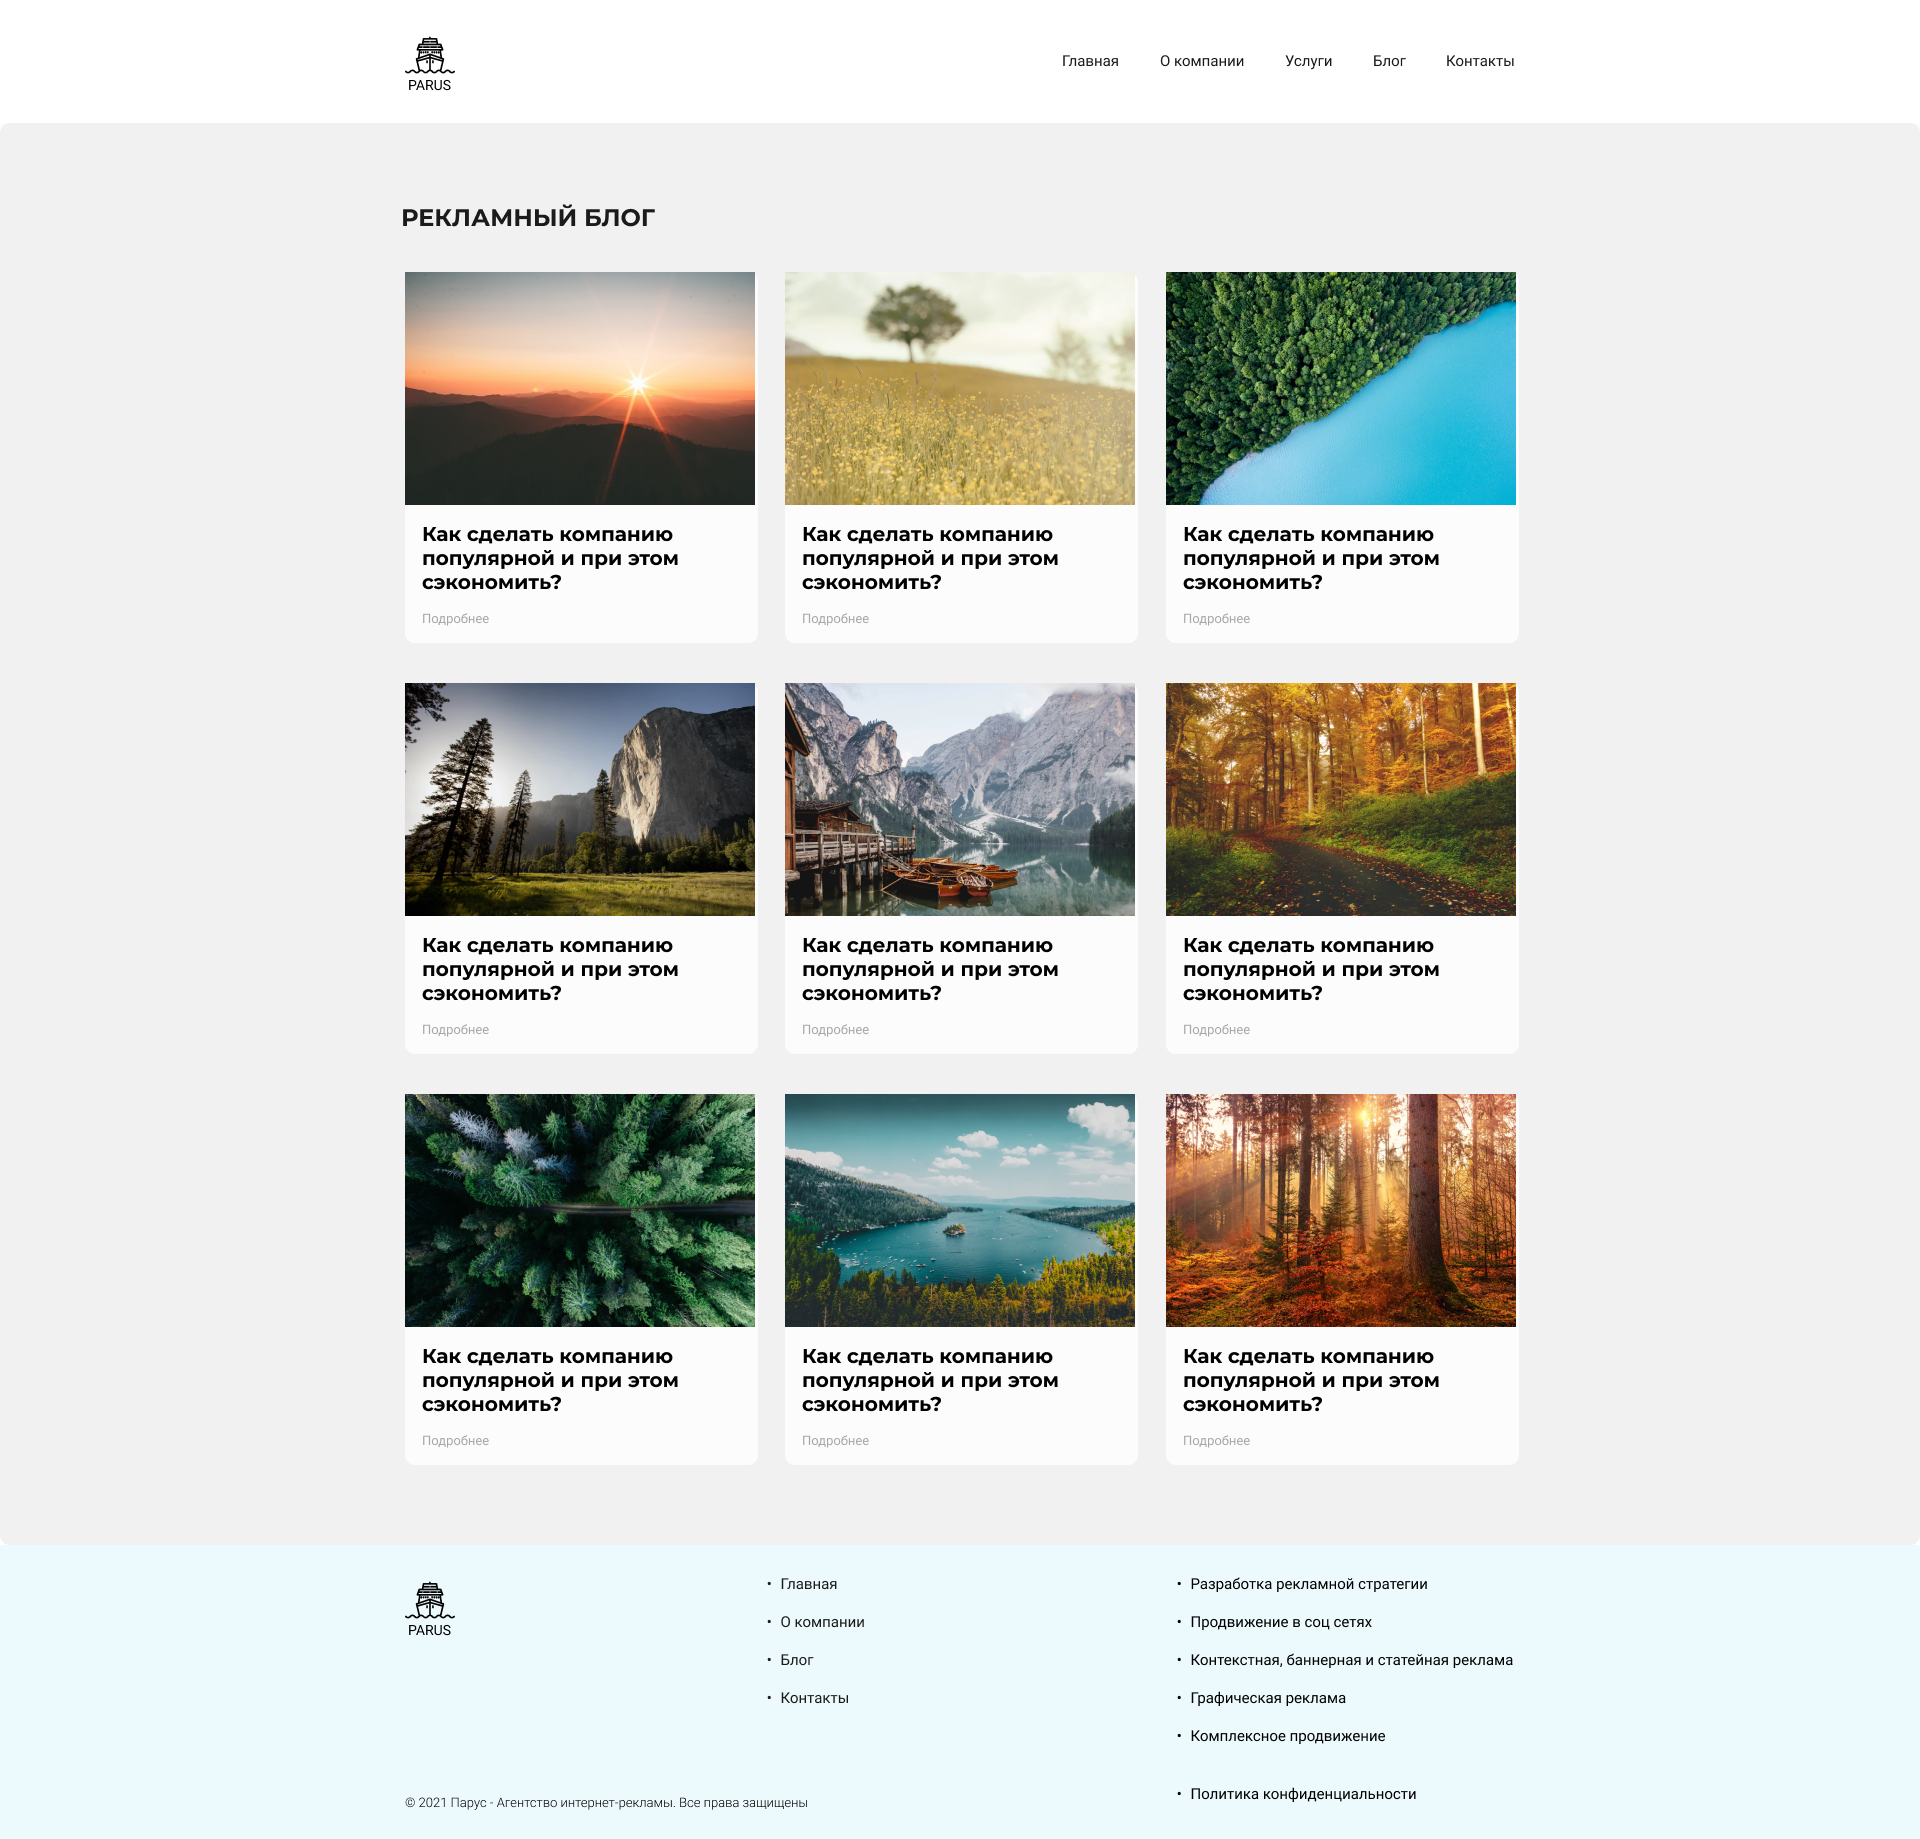 PARUS
Главная
О компании
Услуги
Блог
Контакты
РЕКЛАМНЫЙ БЛОГ
Как сделать компанию
популярной и при этом
сэкономить?
Подробнее
Как сделать компанию
популярной и при этом
сэкономить?
Подробнее
Как сделать компанию
популярной и при этом
сэкономить?
Подробнее
Как сделать компанию
популярной и при этом
сэкономить?
Подробнее
Как сделать компанию
популярной и при этом
сэкономить?
Подробнее
Как сделать компанию
популярной и при этом
сэкономить?
Подробнее
Как сделать компанию
популярной и при этом
сэкономить?
Подробнее
Как сделать компанию
популярной и при этом
сэкономить?
Подробнее
Как сделать компанию
популярной и при этом
сэкономить?
Подробнее
PARUS
• Главная
• О компании
• Блог
• Контакты
• Разработка рекламной стратегии
• Продвижение в соц сетях
• Контекстная, баннерная и статейная реклама
• Графическая реклама
• Комплексное продвижение
• Политика конфиденциальности
© 2021 Парус - Агентство интернет-рекламы. Все права защищены